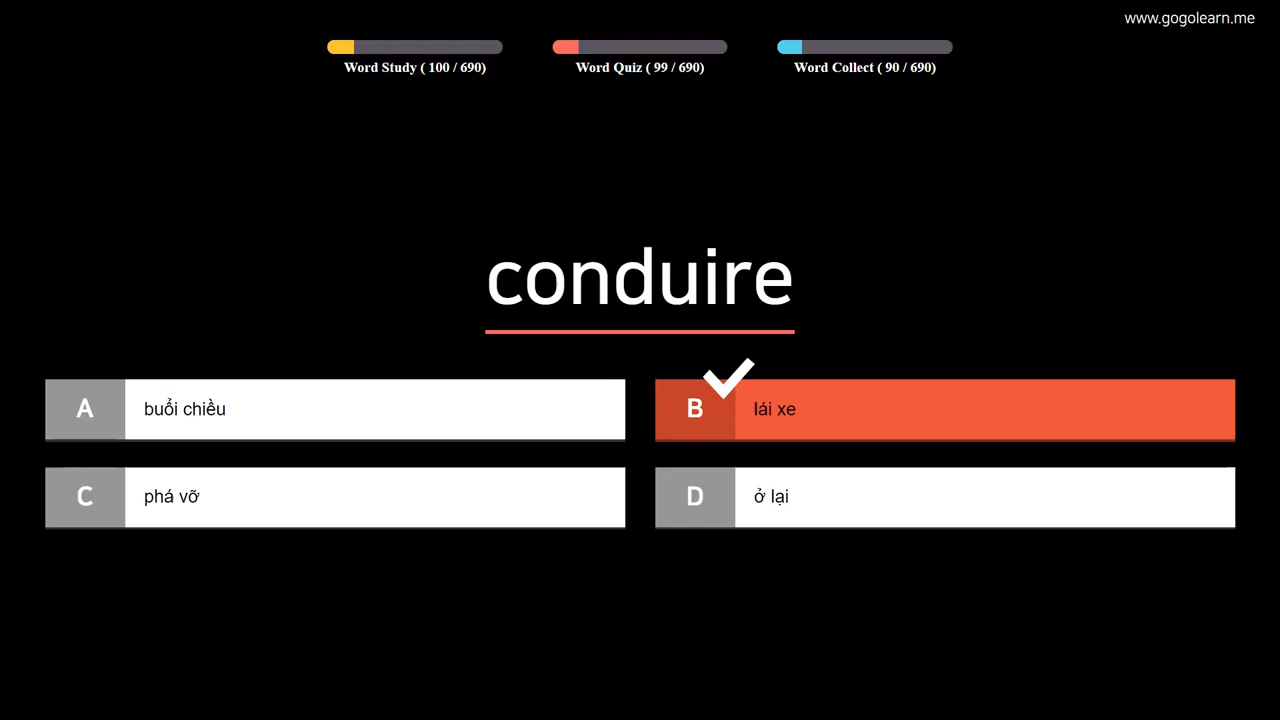 www.gogolearn.me
Word Study ( 100 / 690)
Word Quiz ( 99 / 690)
Word Collect ( 90 / 690)
conduire
A buổi chiều
B lái xe
C phá vỡ
D ở lại